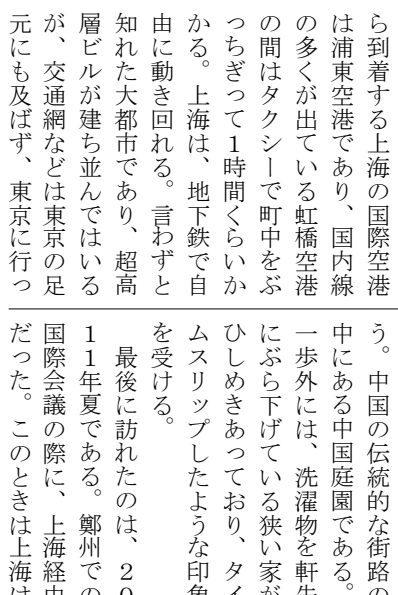 ら到着する上海の国際空港
は浦東空港であり、国内線
の多くが出ている虹橋空港
の間はタクシーで町中をぶ
っちぎって1時間くらいか
かる。上海は、地下鉄で自
由に動き回れる。言わずと
知れた大都市であり、超高
層ビルが建ち並んではいる
が、交通網などは東京の足
元にも及ばず、東京に行っ
う。中国の伝統的な街路の
中にある中国庭園である。
一歩外には、洗濯物を軒先
にぶら下げている狭い家が
ひしめきあっており、タイ
ムスリップしたような印象
を受ける。
最後に訪れたのは、20
11年夏である。鄭州での
国際会議の際に、上海経由
だった。このときは上海は